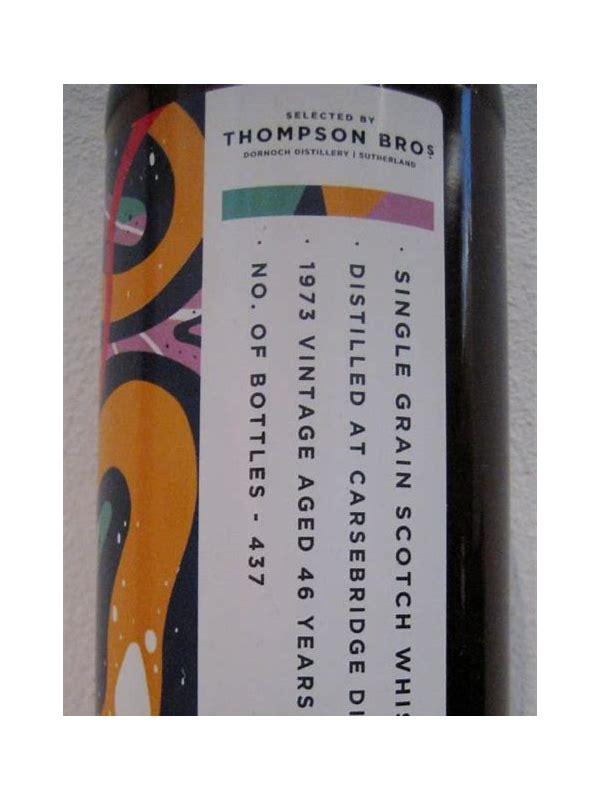 SELECTED BY
THOMPSON BROS.
DORNOCH DISTILLERY | SUTHERLAND
· SINGLE GRAIN SCOTCH WHIS
· DISTILLED AT CARSEBRIDGE DI
· 1973 VINTAGE AGED 46 YEARS
· NO. OF BOTTLES - 437